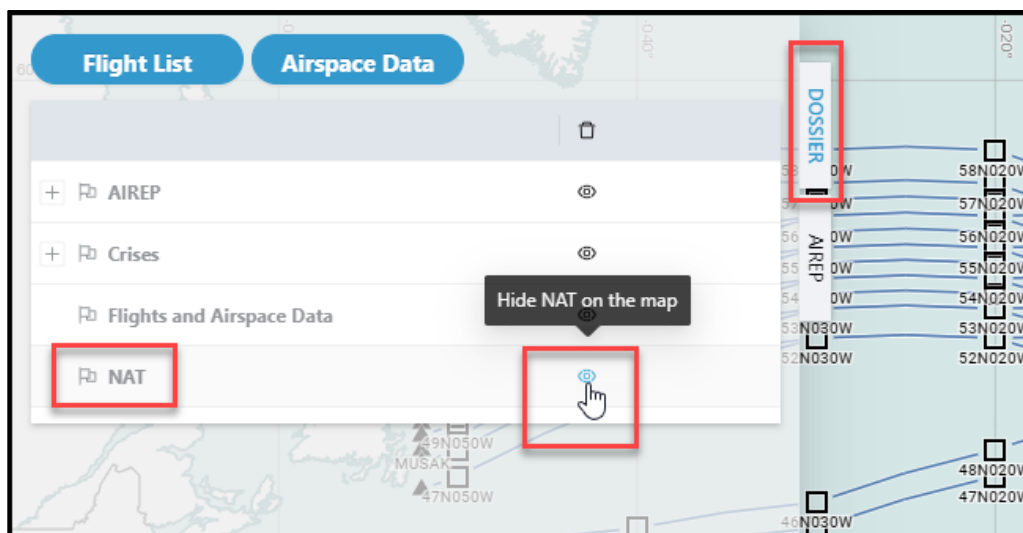 Flight List
Airspace Data
AIREP
Crises
Flights and Airspace Data
NAT
Hide NAT on the map
DOSSIER
AIREP
040°
020°
60
58N020W
57N020W
56N020W
55N020W
54N020W
53N030W
53N020W
52N030W
52N020W
49N050W
MUSAK
47N050W
48N020W
47N020W
46N030W